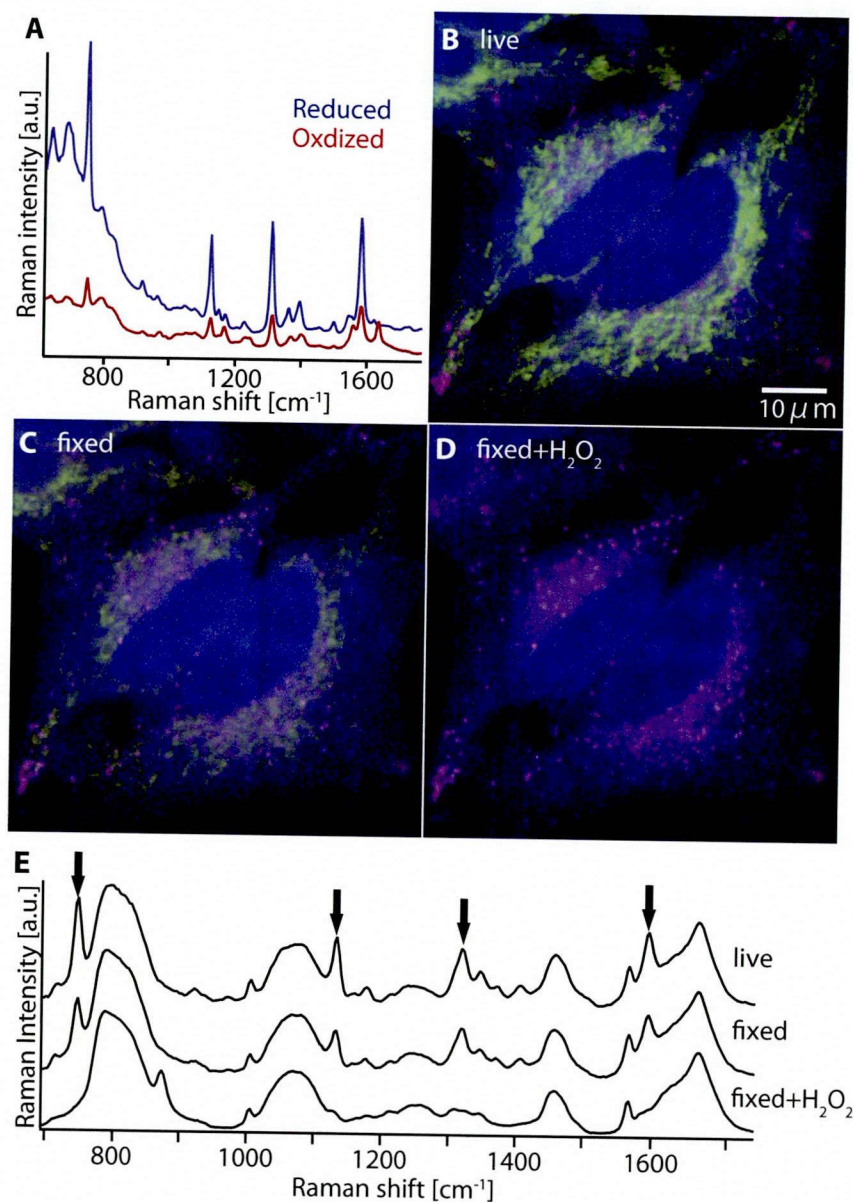 A
Raman intensity [a.u.]
Reduced
Oxdized
800
1200
1600
Raman shift [cm⁻¹]
B live
10 μm
C fixed
D fixed+H₂O₂
E
Raman Intensity [a.u.]
live
fixed
fixed+H₂O₂
800
1000
1200
1400
1600
Raman shift [cm⁻¹]